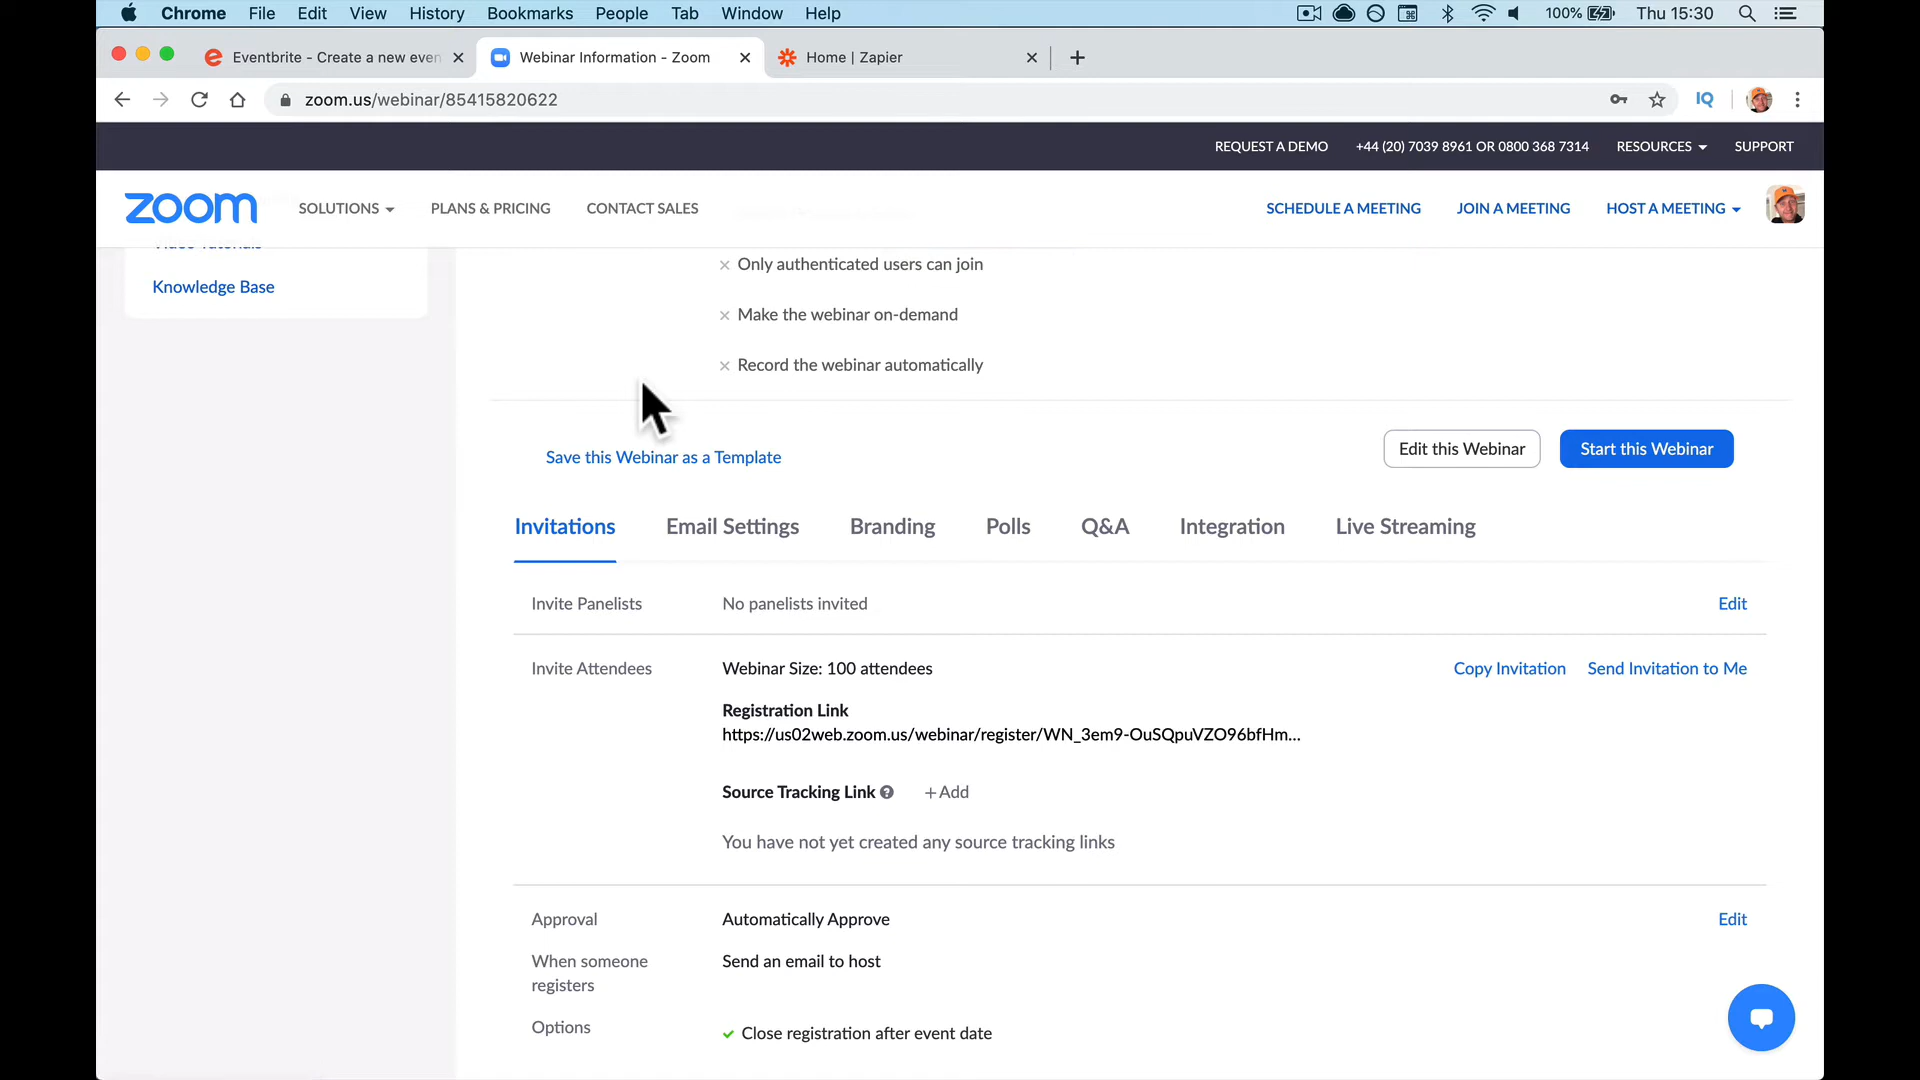 Chrome File Edit View History Bookmarks People Tab Window Help 100% Thu 15:30
Eventbrite - Create a new even
Webinar Information - Zoom
Home | Zapier
zoom.us/webinar/85415820622
IQ
REQUEST A DEMO +44 (20) 7039 8961 OR 0800 368 7314 RESOURCES SUPPORT
zoom SOLUTIONS PLANS & PRICING CONTACT SALES SCHEDULE A MEETING JOIN A MEETING HOST A MEETING
Video Tutorials
Knowledge Base
Only authenticated users can join
Make the webinar on-demand
Record the webinar automatically
Save this Webinar as a Template
Edit this Webinar
Start this Webinar
Invitations Email Settings Branding Polls Q&A Integration Live Streaming
Invite Panelists No panelists invited Edit
Invite Attendees Webinar Size: 100 attendees Copy Invitation Send Invitation to Me
Registration Link
https://us02web.zoom.us/webinar/register/WN_3em9-OuSQpuVZO96bfHm...
Source Tracking Link ? + Add
You have not yet created any source tracking links
Approval Automatically Approve Edit
When someone registers Send an email to host
Options Close registration after event date